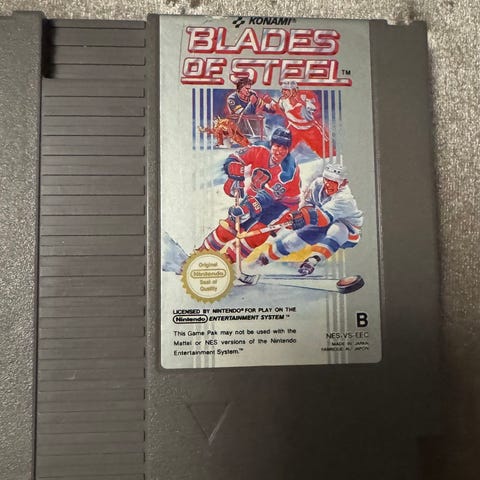 KONAMI®
BLADES
OF STEEL™
Original
Nintendo
Seal of
Quality
LICENSED BY NINTENDO® FOR PLAY ON THE
Nintendo ENTERTAINMENT SYSTEM™
This Game Pak may not be used with the
Mattel or NES versions of the Nintendo
Entertainment System.™
B
NES-VS-EEC
MADE IN JAPAN
FABRIQUE AU JAPON